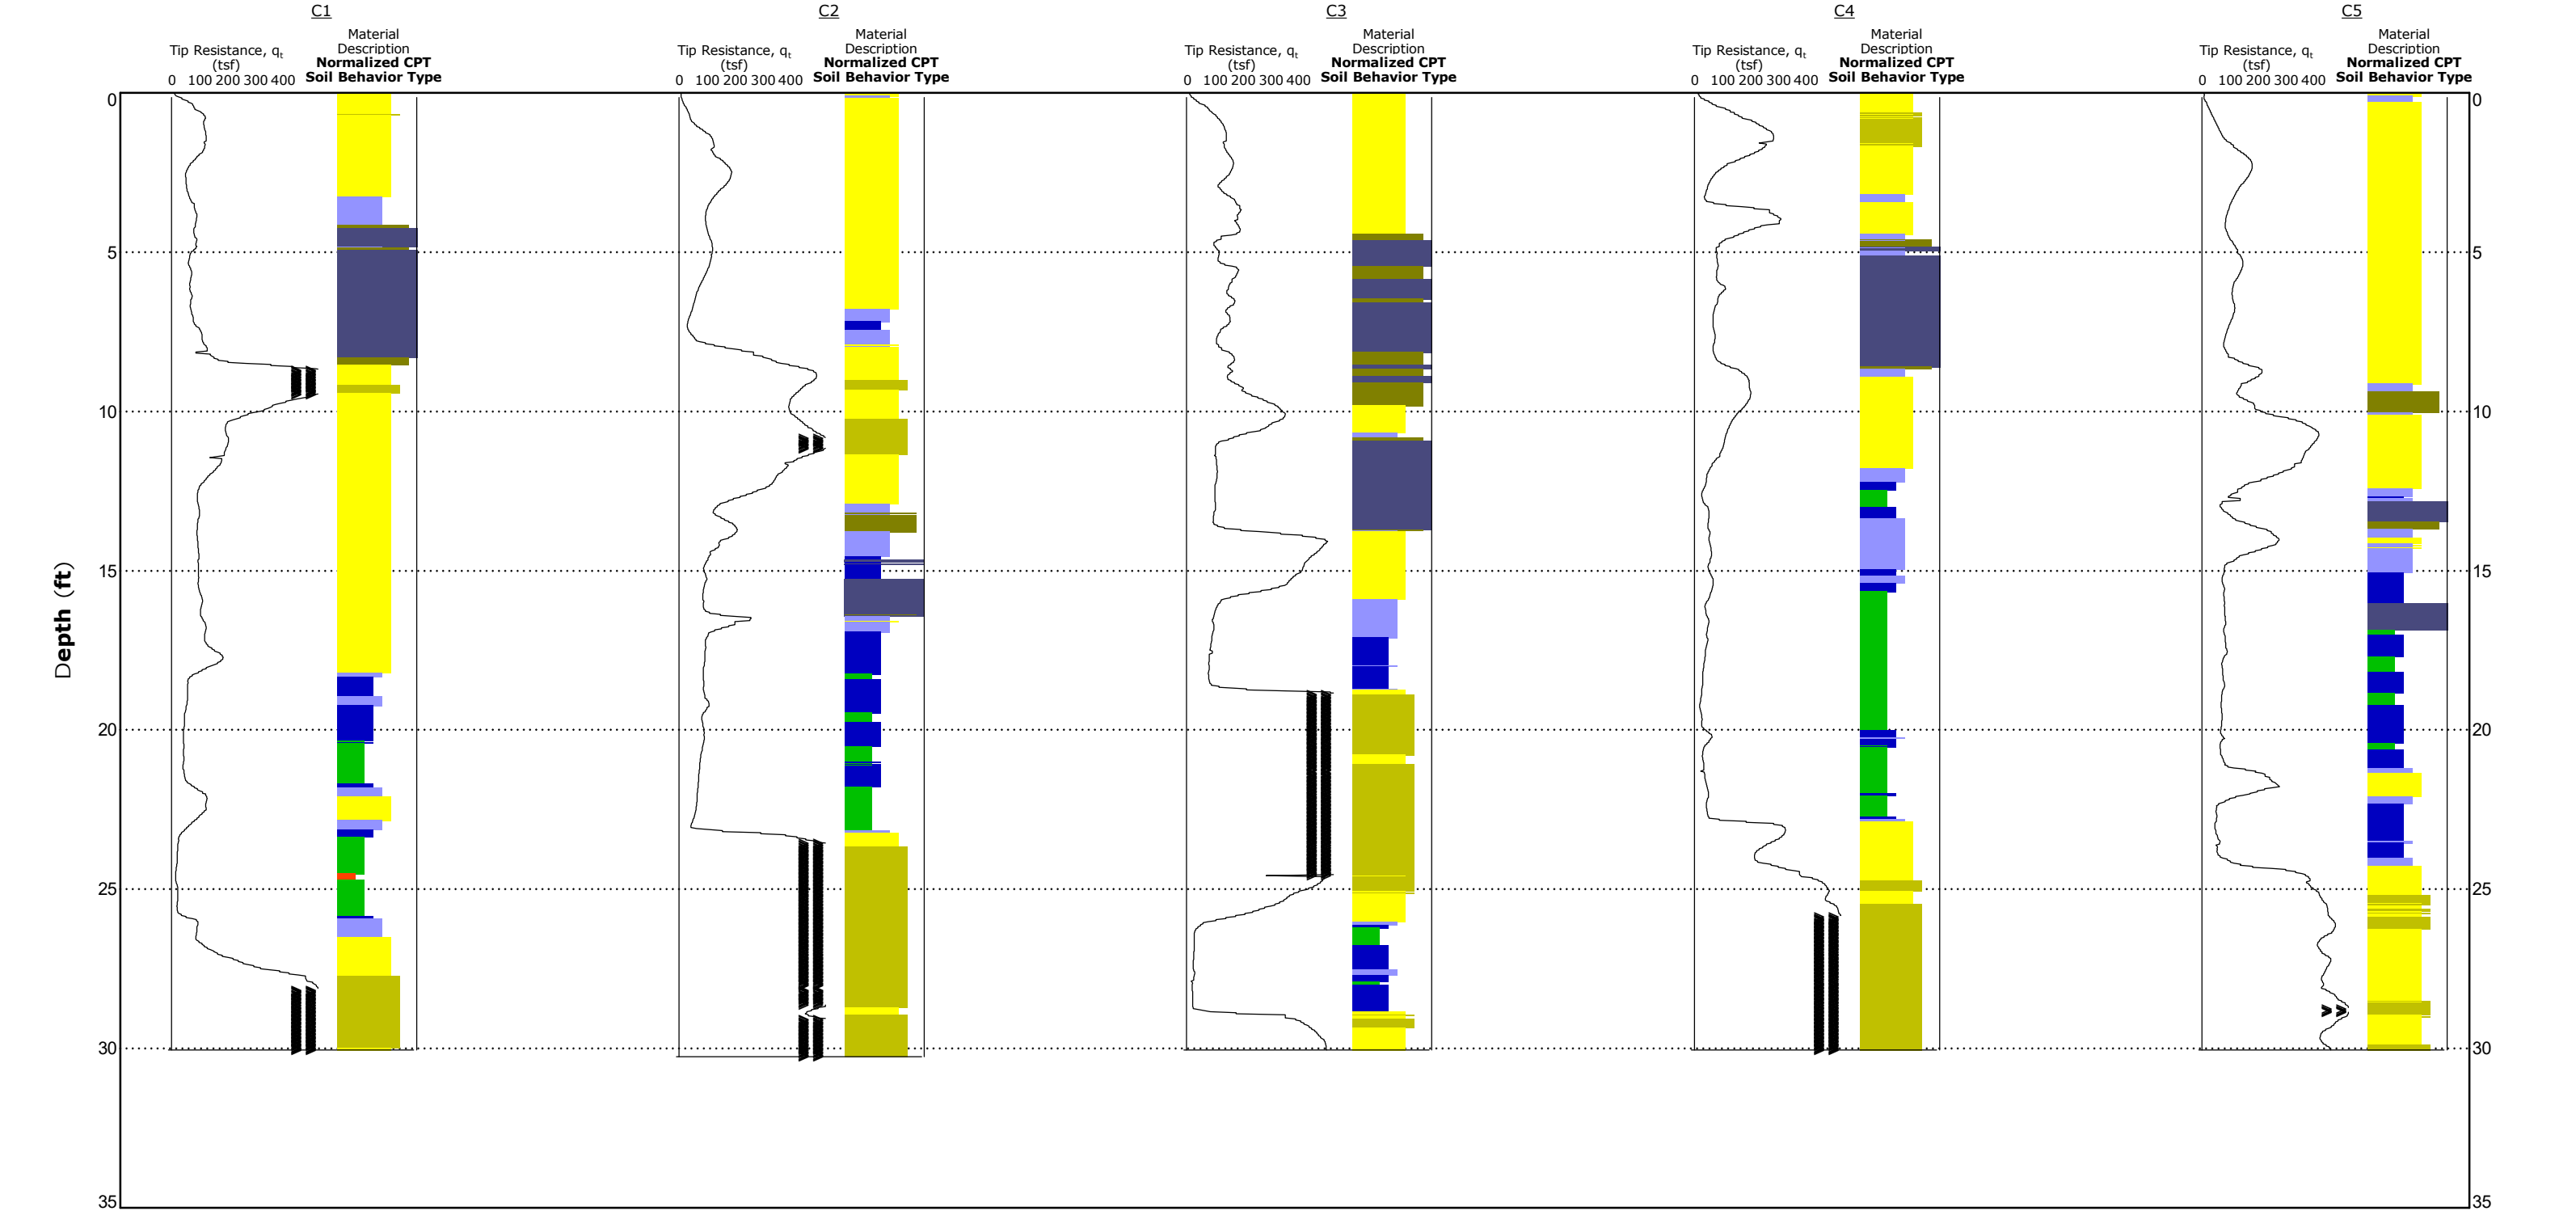 C1 C2 C3 C4 C5
Material Material Material Material Material
Description Description Description Description Description
Tip Resistance, qt Tip Resistance, qt Tip Resistance, qt Tip Resistance, qt Tip Resistance, qt
(tsf) Normalized CPT (tsf) Normalized CPT (tsf) Normalized CPT (tsf) Normalized CPT (tsf) Normalized CPT
0 100 200 300 400 Soil Behavior Type 0 100 200 300 400 Soil Behavior Type 0 100 200 300 400 Soil Behavior Type 0 100 200 300 400 Soil Behavior Type 0 100 200 300 400 Soil Behavior Type
0 0
5 5
10 10
15 15
Depth (ft)
20 20
25 25
30 30
35 35